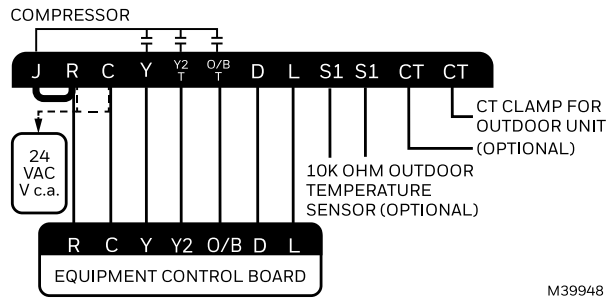 COMPRESSOR
J R C Y Y2 T O/B T D L S1 S1 CT CT
24
VAC
V c.a.
CT CLAMP FOR
OUTDOOR UNIT
(OPTIONAL)
10K OHM OUTDOOR
TEMPERATURE
SENSOR (OPTIONAL)
R C Y Y2 O/B D L
EQUIPMENT CONTROL BOARD
M39948